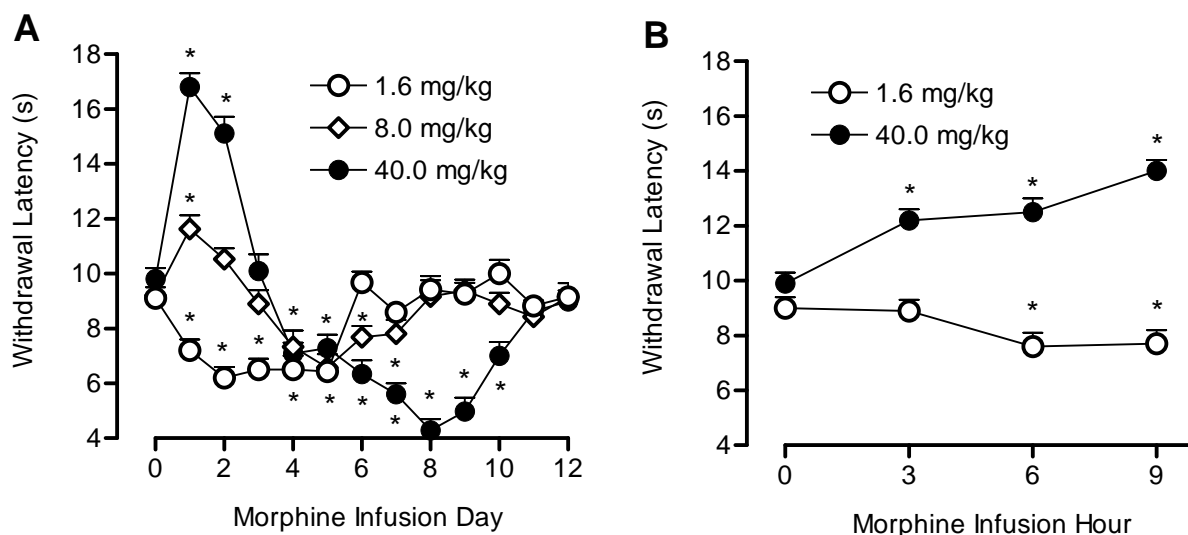 A
Withdrawal Latency (s)
18
16
14
12
10
8
6
4
1.6 mg/kg
8.0 mg/kg
40.0 mg/kg
* * * * * * * * * * * * * * * * * *
0 2 4 6 8 10 12
Morphine Infusion Day
B
Withdrawal Latency (s)
18
16
14
12
10
8
6
4
1.6 mg/kg
40.0 mg/kg
* * * * *
0 3 6 9
Morphine Infusion Hour